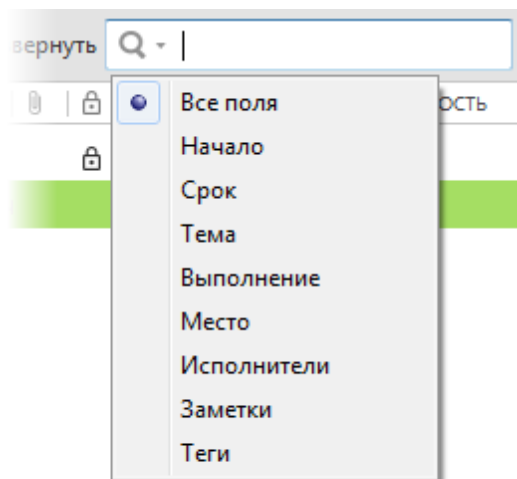 вернуть
Все поля
ость
Начало
Срок
Тема
Выполнение
Место
Исполнители
Заметки
Теги